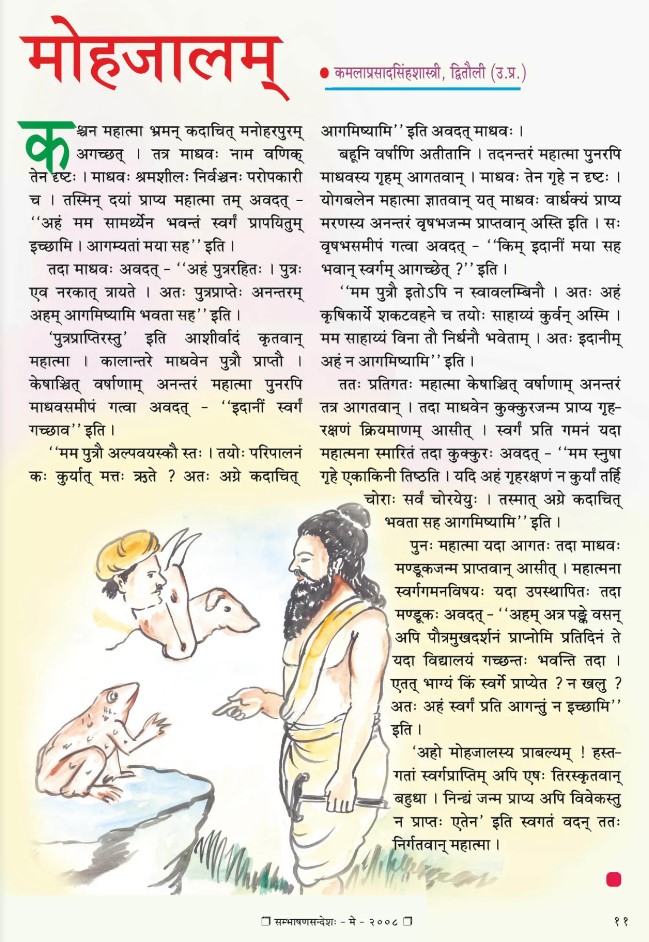 मोहजालम्
● कमलाप्रसादसिंहशास्त्री, द्वितौली (उ.प्र.)
कश्चन महात्मा भ्रमन् कदाचित् मनोहरपुरम्
अगच्छत् । तत्र माधवः नाम वणिक्
तेन दृष्टः । माधवः श्रमशीलः निर्वञ्चनः परोपकारी
च । तस्मिन् दयां प्राप्य महात्मा तम् अवदत् –
‘‘अहं मम सामर्थ्येन भवन्तं स्वर्गं प्रापयितुम्
इच्छामि । आगम्यतां मया सह’’ इति ।
तदा माधवः अवदत् – ‘‘अहं पुत्ररहितः । पुत्रः
एव नरकात् त्रायते । अतः पुत्रप्राप्तेः अनन्तरम्
अहम् आगमिष्यामि भवता सह’’ इति ।
‘पुत्रप्राप्तिरस्तु’ इति आशीर्वादं कृतवान्
महात्मा । कालान्तरे माधवेन पुत्रौ प्राप्तौ ।
केषाञ्चित् वर्षाणाम् अनन्तरं महात्मा पुनरपि
माधवसमीपं गत्वा अवदत् – ‘‘इदानीं स्वर्गं
गच्छाव’’ इति ।
‘‘मम पुत्रौ अल्पवयस्कौ स्तः । तयोः परिपालनं
कः कुर्यात् मत्तः ऋते ? अतः अग्रे कदाचित्
आगमिष्यामि’’ इति अवदत् माधवः ।
बहूनि वर्षाणि अतीतानि । तदनन्तरं महात्मा पुनरपि
माधवस्य गृहम् आगतवान् । माधवः तेन गृहे न दृष्टः ।
योगबलेन महात्मा ज्ञातवान् यत् माधवः वार्धक्यं प्राप्य
मरणस्य अनन्तरं वृषभजन्म प्राप्तवान् अस्ति इति । सः
वृषभसमीपं गत्वा अवदत् – ‘‘किम् इदानीं मया सह
भवान् स्वर्गम् आगच्छेत् ?’’ इति ।
‘‘मम पुत्रौ इतोऽपि न स्वावलम्बिनौ । अतः अहं
कृषिकार्ये शकटवहने च तयोः साहाय्यं कुर्वन् अस्मि ।
मम साहाय्यं विना तौ निर्धनौ भवेताम् । अतः इदानीम्
अहं न आगमिष्यामि’’ इति ।
ततः प्रतिगतः महात्मा केषाञ्चित् वर्षाणाम् अनन्तरं
तत्र आगतवान् । तदा माधवेन कुक्कुरजन्म प्राप्य गृह-
रक्षणं क्रियमाणम् आसीत् । स्वर्गं प्रति गमनं यदा
महात्मना स्मारितं तदा कुक्कुरः अवदत् – ‘‘मम स्नुषा
गृहे एकाकिनी तिष्ठति । यदि अहं गृहरक्षणं न कुर्यां तर्हि
चोराः सर्वं चोरयेयुः । तस्मात् अग्रे कदाचित्
भवता सह आगमिष्यामि’’ इति ।
पुनः महात्मा यदा आगतः तदा माधवः
मण्डूकजन्म प्राप्तवान् आसीत् । महात्मना
स्वर्गगमनविषयः यदा उपस्थापितः तदा
मण्डूकः अवदत् – ‘‘अहम् अत्र पङ्के वसन्
अपि पौत्रमुखदर्शनं प्राप्नोमि प्रतिदिनं ते
यदा विद्यालयं गच्छन्तः भवन्ति तदा ।
एतत् भाग्यं किं स्वर्गे प्राप्येत ? न खलु ?
अतः अहं स्वर्गं प्रति आगन्तुं न इच्छामि’’
इति ।
‘अहो मोहजालस्य प्राबल्यम् ! हस्त-
गतां स्वर्गप्राप्तिम् अपि एषः तिरस्कृतवान्
बहुधा । निन्द्यं जन्म प्राप्य अपि विवेकस्तु
न प्राप्तः एतेन’ इति स्वगतं वदन् ततः
निर्गतवान् महात्मा ।
❒ सम्भाषणसन्देशः – मे – २००८ ❒
११